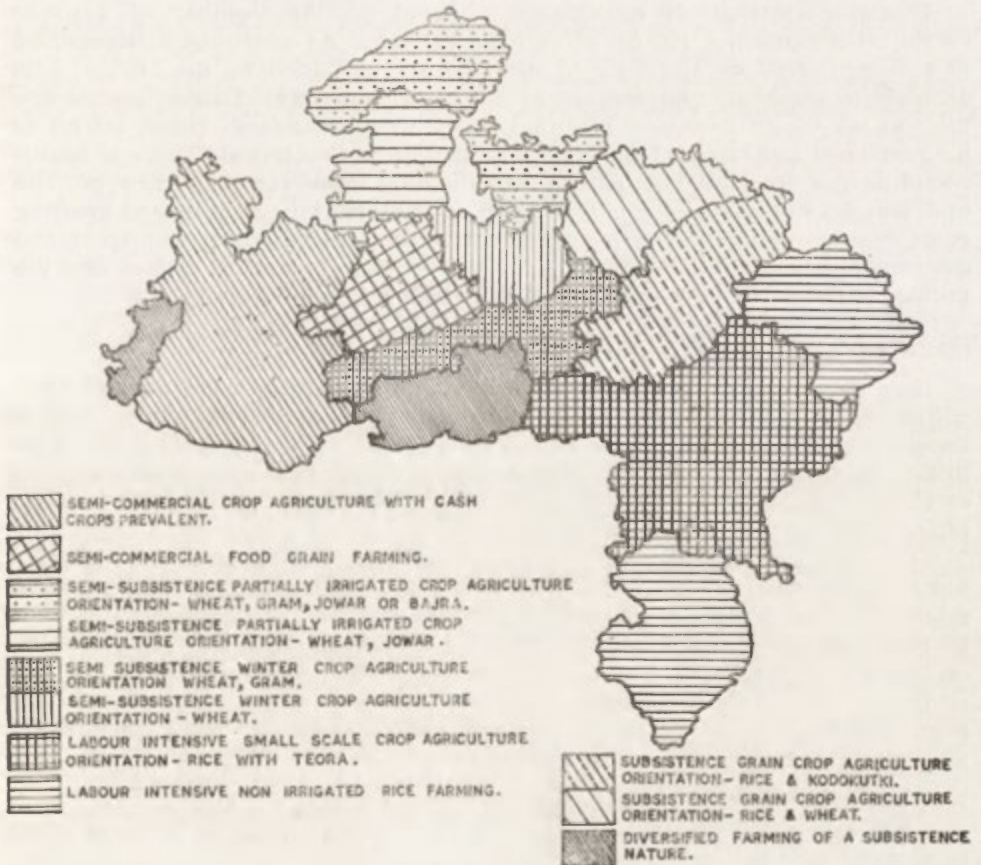 SEMI-COMMERCIAL CROP AGRICULTURE WITH CASH
CROPS PREVALENT.
SEMI-COMMERCIAL FOOD GRAIN FARMING.
SEMI-SUBSISTENCE PARTIALLY IRRIGATED CROP AGRICULTURE
ORIENTATION- WHEAT, GRAM, JOWAR OR BAJRA.
SEMI-SUBSISTENCE PARTIALLY IRRIGATED CROP
AGRICULTURE ORIENTATION- WHEAT, JOWAR.
SEMI SUBSISTENCE WINTER CROP AGRICULTURE
ORIENTATION WHEAT, GRAM.
SEMI-SUBSISTENCE WINTER CROP AGRICULTURE
ORIENTATION - WHEAT.
LABOUR INTENSIVE SMALL SCALE CROP AGRICULTURE
ORIENTATION- RICE WITH TEORA.
LABOUR INTENSIVE NON IRRIGATED RICE FARMING.
SUBSISTENCE GRAIN CROP AGRICULTURE
ORIENTATION- RICE & KODOKUTKI.
SUBSISTENCE GRAIN CROP AGRICULTURE
ORIENTATION- RICE & WHEAT.
DIVERSIFIED FARMING OF A SUBSISTENCE
NATURE.